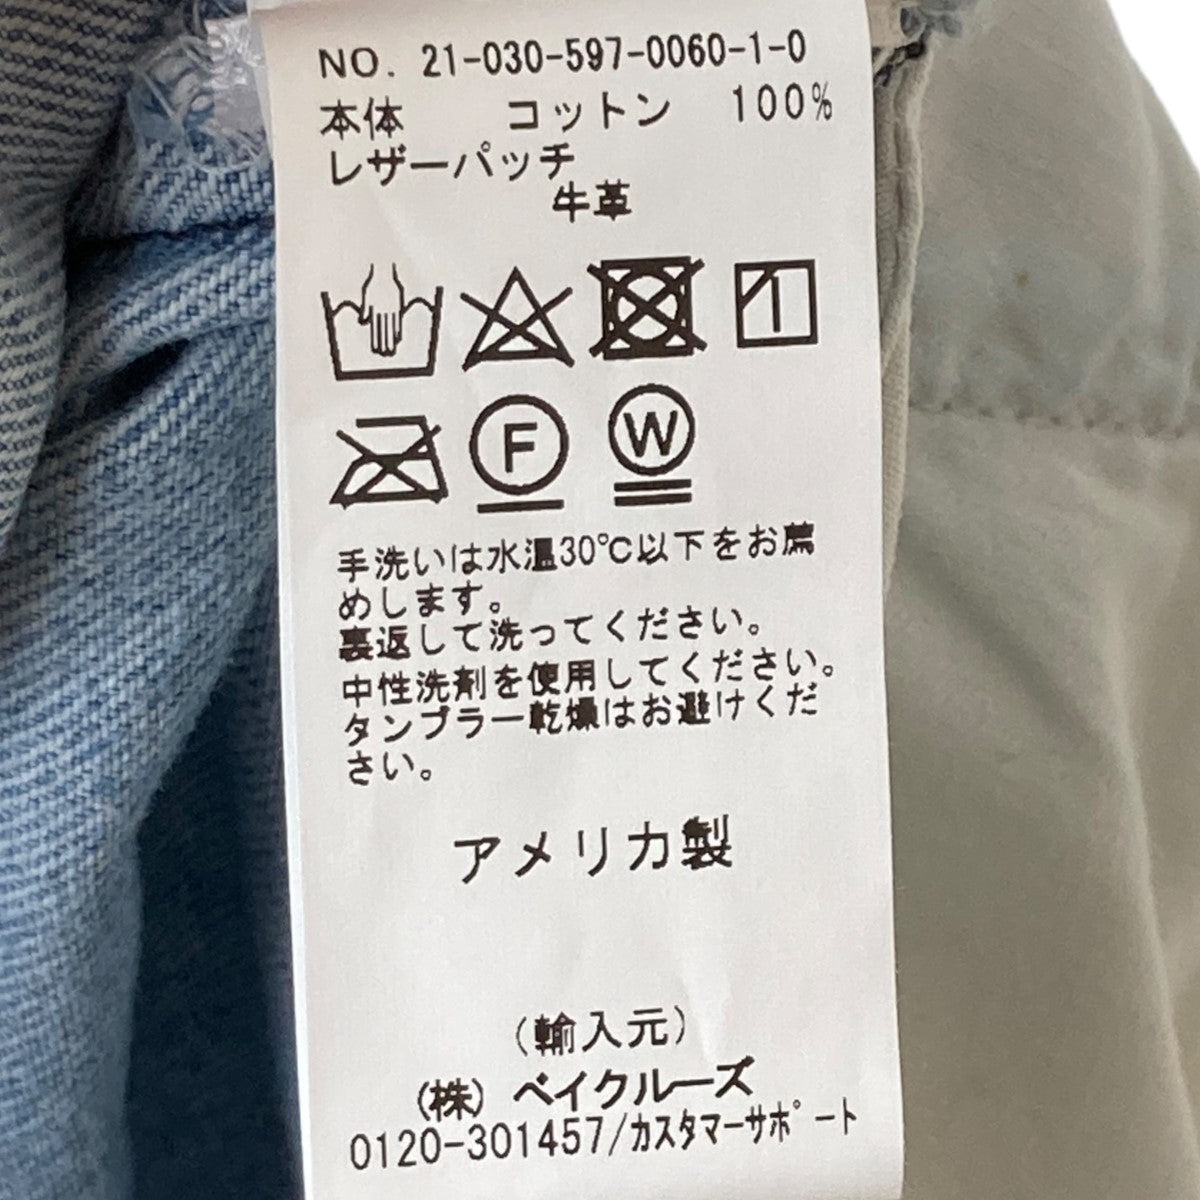 NO. 21-030-597-0060-1-0
本体 コットン 100%
レザーパッチ
牛革
F W
手洗いは水温30℃以下をお薦
めします。
裏返して洗ってください。
中性洗剤を使用してください。
タンブラー乾燥はお避けくだ
さい。
アメリカ製
(輸入元)
(株) ベイクルーズ
0120-301457/カスタマーサポート